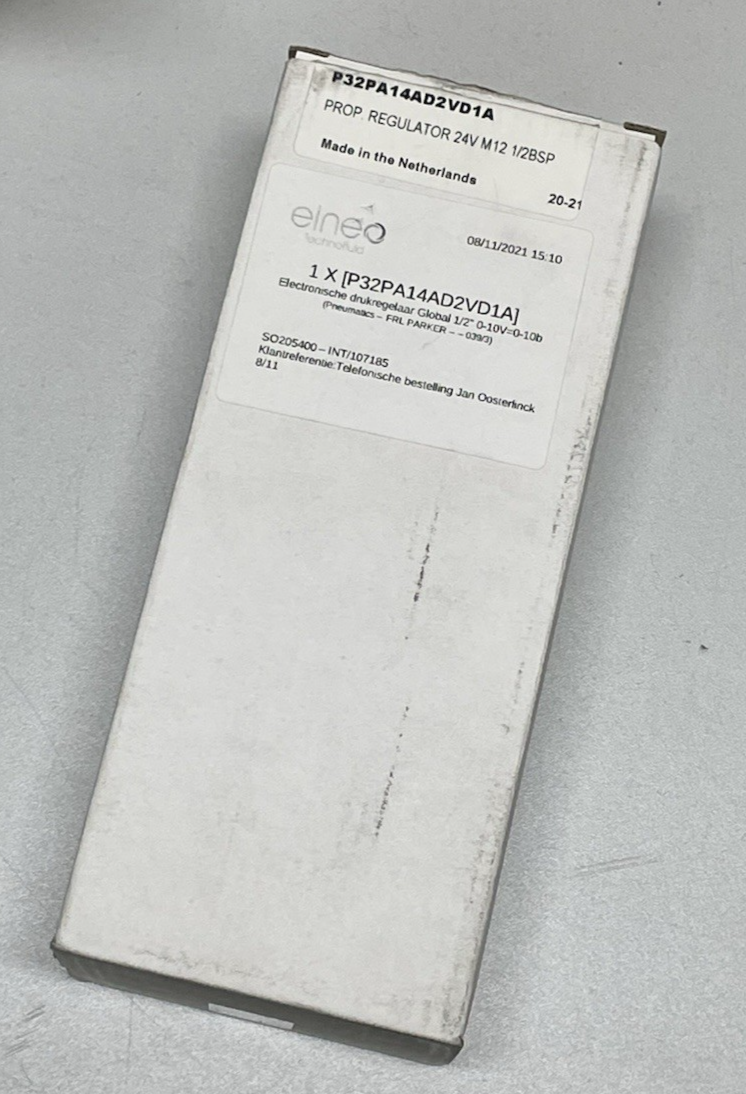 P32PA14AD2VD1A
PROP. REGULATOR 24V M12 1/2BSP
Made in the Netherlands
20-21
elneo
Technofluid
08/11/2021 15:10
1 X [P32PA14AD2VD1A]
Electronische drukregelaar Global 1/2" 0-10V=0-10b
(Pneumatics – FRL PARKER – – 039/3)
SO205400 – INT/107185
Klantreferentie:Telefonische bestelling Jan Oosterlinck
8/11